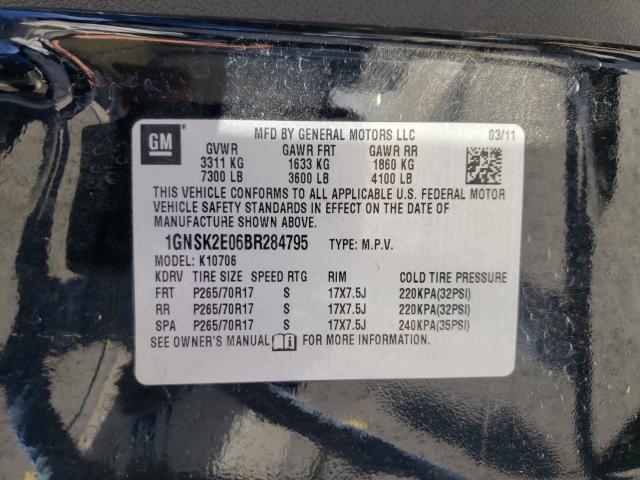 GM
MFD BY GENERAL MOTORS LLC 03/11
GVWR GAWR FRT GAWR RR
3311 KG 1633 KG 1860 KG
7300 LB 3600 LB 4100 LB
THIS VEHICLE CONFORMS TO ALL APPLICABLE U.S. FEDERAL MOTOR
VEHICLE SAFETY STANDARDS IN EFFECT ON THE DATE OF
MANUFACTURE SHOWN ABOVE.
1GNSK2E06BR284795 TYPE: M.P.V.
MODEL: K10706
KDRV TIRE SIZE SPEED RTG RIM COLD TIRE PRESSURE
FRT P265/70R17 S 17X7.5J 220KPA(32PSI)
RR P265/70R17 S 17X7.5J 220KPA(32PSI)
SPA P265/70R17 S 17X7.5J 240KPA(35PSI)
SEE OWNER'S MANUAL FOR MORE INFORMATION.